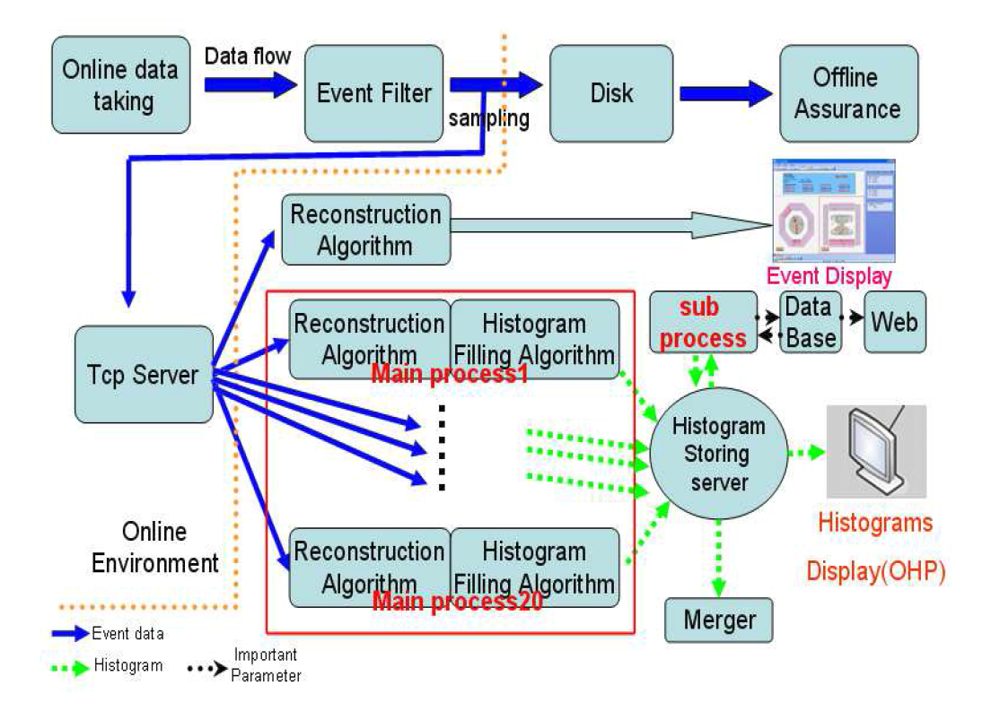 Online data
taking
Data flow
Event Filter
sampling
Disk
Offline
Assurance
Reconstruction
Algorithm
Event Display
Tcp Server
Reconstruction
Algorithm
Histogram
Filling Algorithm
Main process1
sub
process
Data
Base
Web
Histogram
Storing
server
Histograms
Display(OHP)
Online
Environment
Reconstruction
Algorithm
Histogram
Filling Algorithm
Main process20
Merger
Event data
Histogram
Important
Parameter